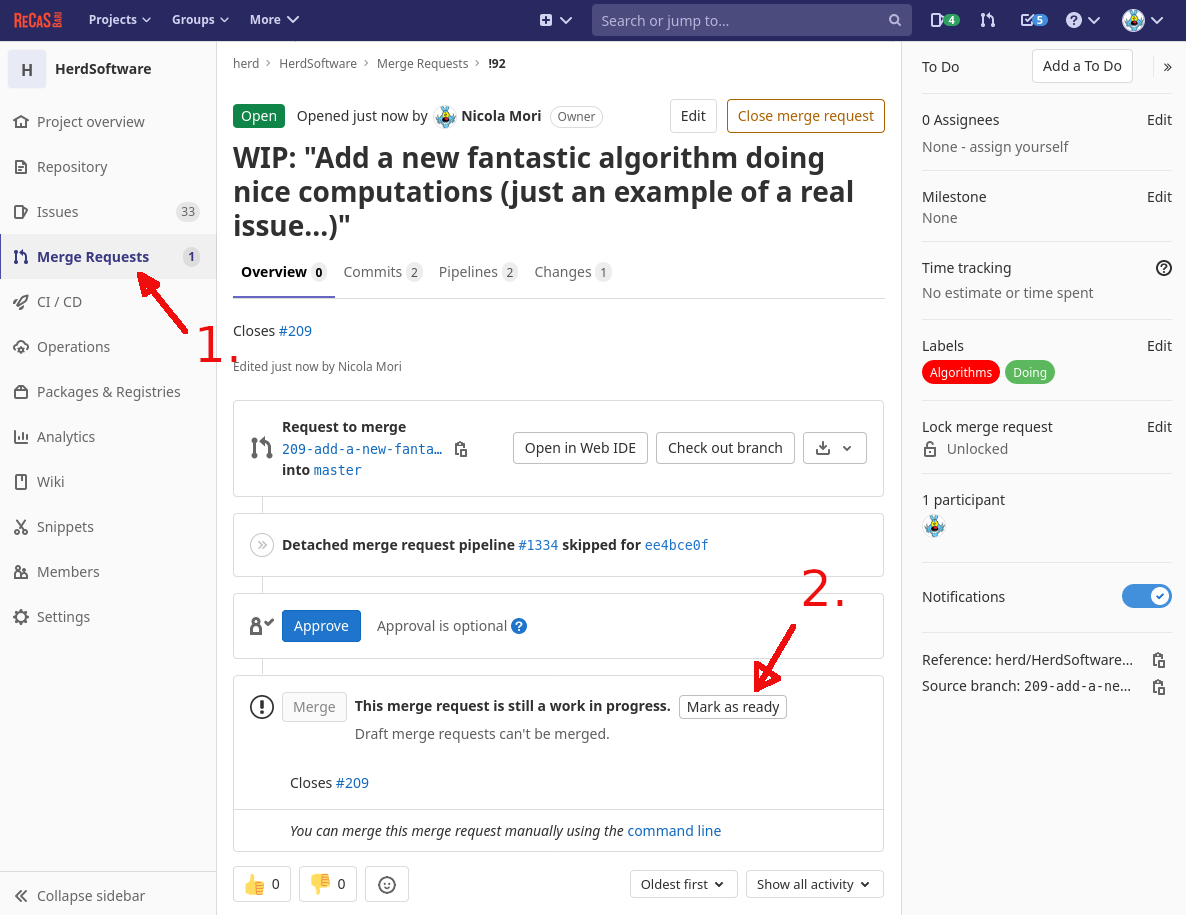 RECAS BARI
Projects
Groups
More
Search or jump to...
4
5
H
HerdSoftware
Project overview
Repository
Issues 33
Merge Requests 1
CI / CD
Operations
Packages & Registries
Analytics
Wiki
Snippets
Members
Settings
Collapse sidebar
1.
herd > HerdSoftware > Merge Requests > !92
Open Opened just now by Nicola Mori Owner
Edit
Close merge request
WIP: "Add a new fantastic algorithm doing
nice computations (just an example of a real
issue...)"
Overview 0 Commits 2 Pipelines 2 Changes 1
Closes #209
Edited just now by Nicola Mori
Request to merge
209-add-a-new-fanta…
into master
Open in Web IDE
Check out branch
Detached merge request pipeline #1334 skipped for ee4bce0f
2.
Approve Approval is optional ?
Merge This merge request is still a work in progress. Mark as ready
Draft merge requests can't be merged.
Closes #209
You can merge this merge request manually using the command line
0
0
Oldest first
Show all activity
To Do
Add a To Do
»
0 Assignees Edit
None - assign yourself
Milestone Edit
None
Time tracking ?
No estimate or time spent
Labels Edit
Algorithms Doing
Lock merge request Edit
Unlocked
1 participant
Notifications
Reference: herd/HerdSoftware...
Source branch: 209-add-a-ne...